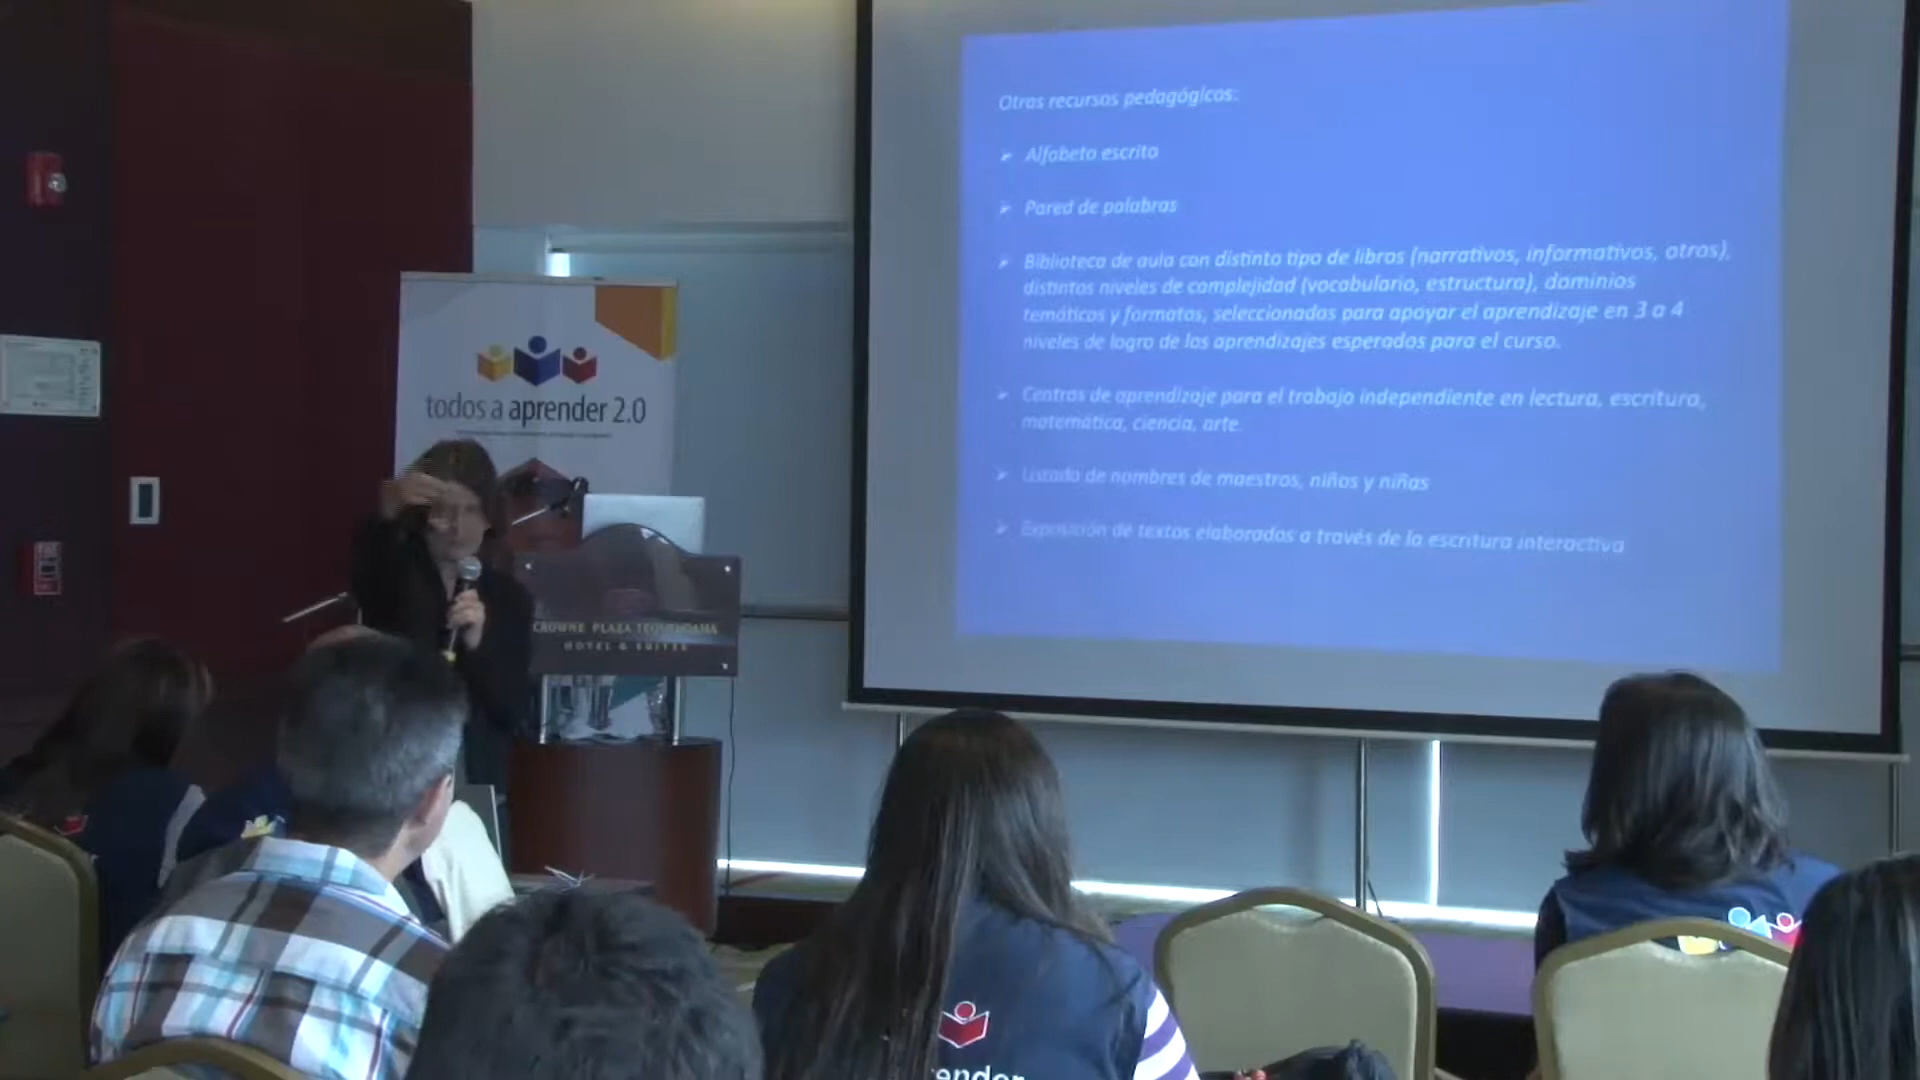 Otros recursos pedagógicos:
Alfabeto escrito
Pared de palabras
Biblioteca de aula con distinto tipo de libros (narrativos, informativos, otros),
distintos niveles de complejidad (vocabulario, estructura), dominios
temáticos y formatos, seleccionados para apoyar el aprendizaje en 3 a 4
niveles de logro de los aprendizajes esperados para el curso.
Centros de aprendizaje para el trabajo independiente en lectura, escritura,
matemática, ciencia, arte.
Listado de nombres de maestros, niños y niñas
Exposición de textos elaborados a través de la escritura interactiva
todos a aprender 2.0
CROWNE PLAZA TEQUENDAMA
HOTEL & SUITES
ender